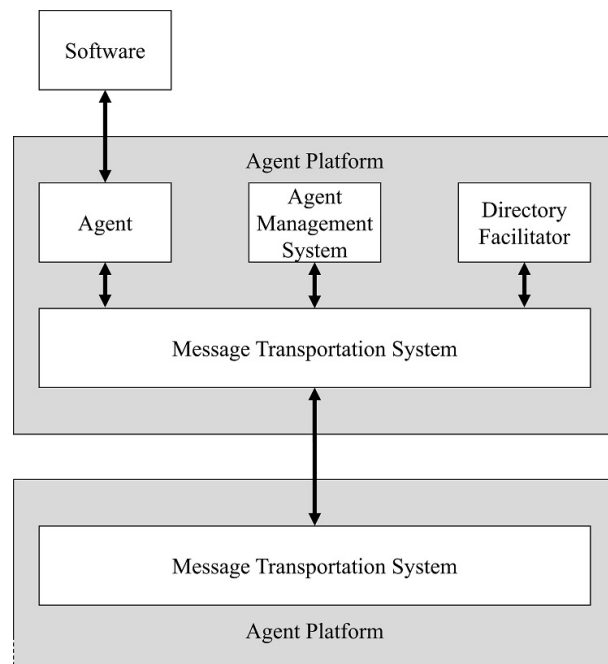 Software
Agent Platform
Agent
Agent
Management
System
Directory
Facilitator
Message Transportation System
Message Transportation System
Agent Platform